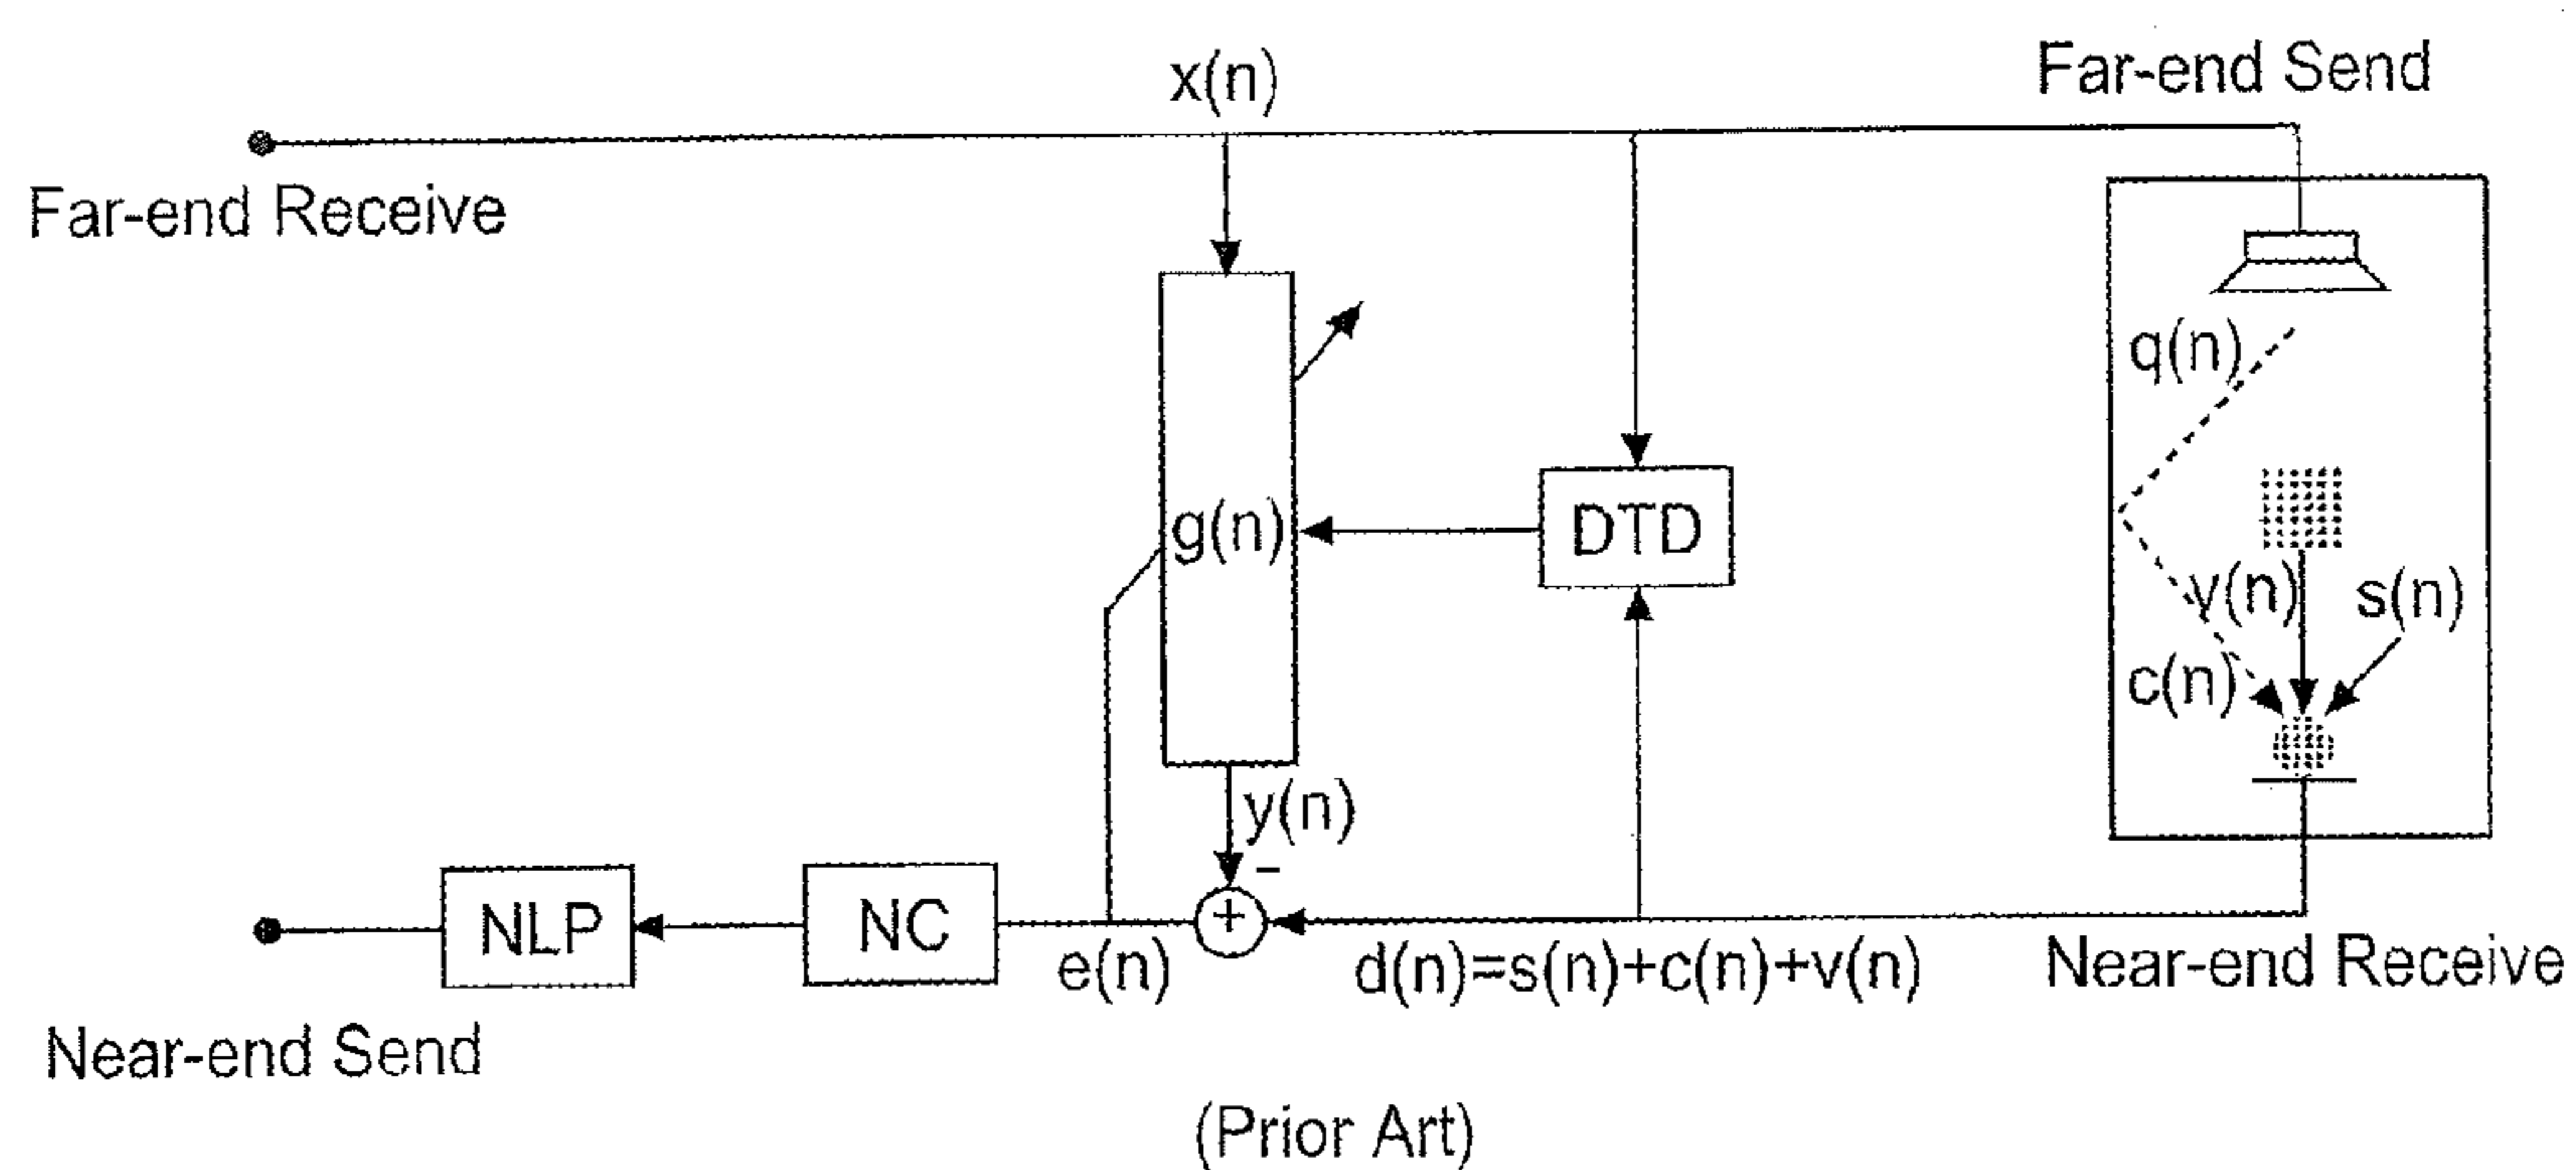 x(n)
Far-end Send
Far-end Receive
q(n)
g(n)
DTD
v(n)
s(n)
c(n)
y(n)
-
+
NLP
NC
e(n)
d(n)=s(n)+c(n)+v(n)
Near-end Receive
Near-end Send
(Prior Art)